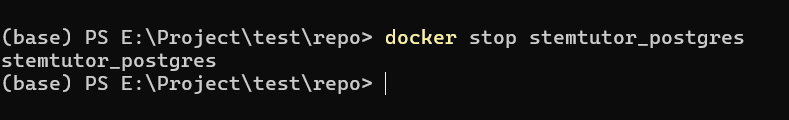 (base) PS E:\Project\test\repo> docker stop stemtutor_postgres
stemtutor_postgres
(base) PS E:\Project\test\repo>